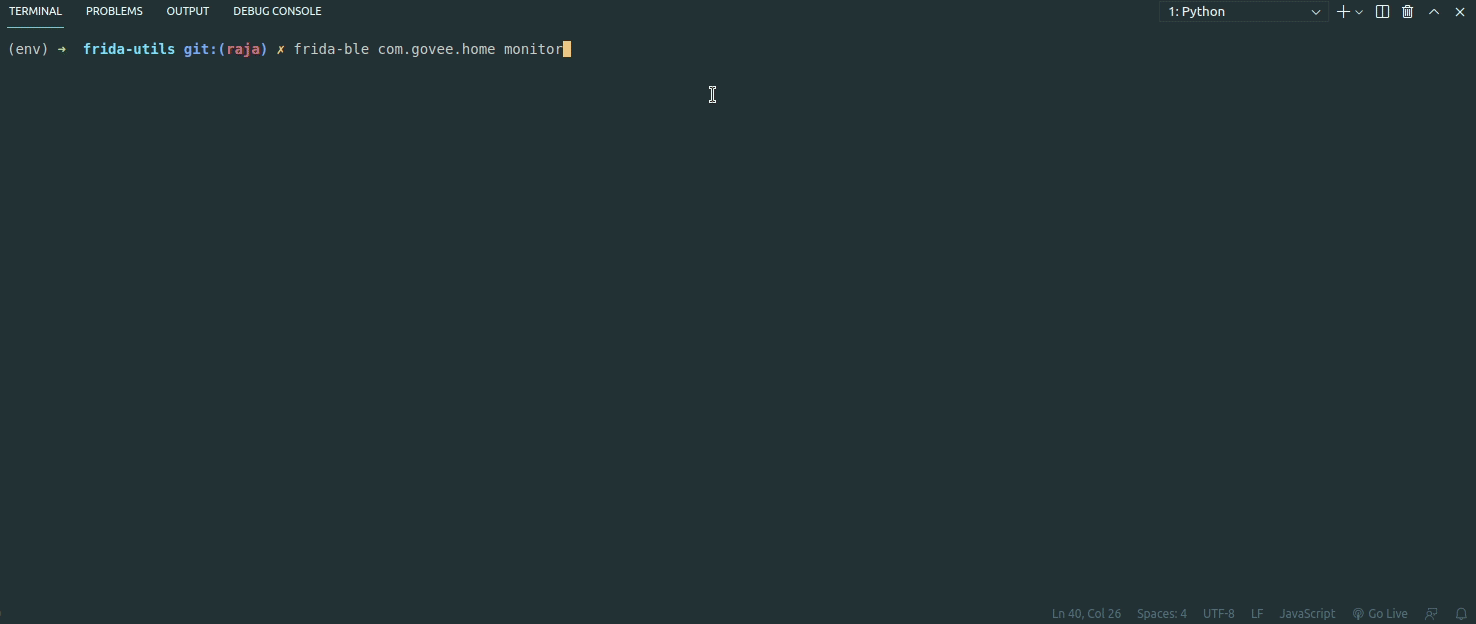 TERMINAL PROBLEMS OUTPUT DEBUG CONSOLE 1: Python
(env) ➜ frida-utils git:(raja) ✗ frida-ble com.govee.home monitor
Ln 40, Col 26 Spaces: 4 UTF-8 LF JavaScript Go Live